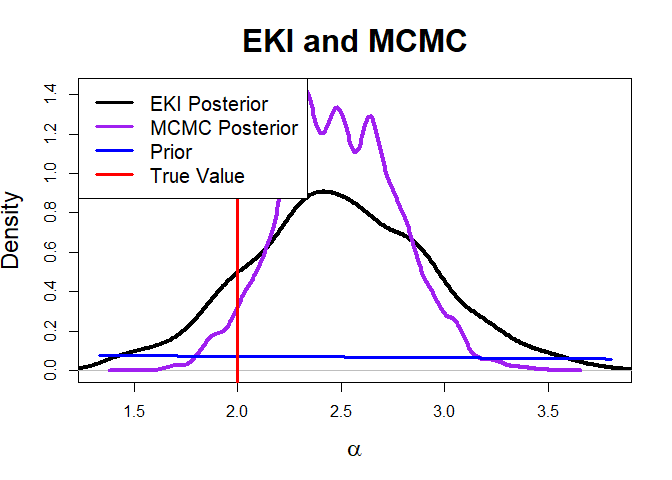 EKI and MCMC
EKI Posterior
MCMC Posterior
Prior
True Value
Density
0.0
0.2
0.4
0.6
0.8
1.0
1.2
1.4
1.5
2.0
2.5
3.0
3.5
α